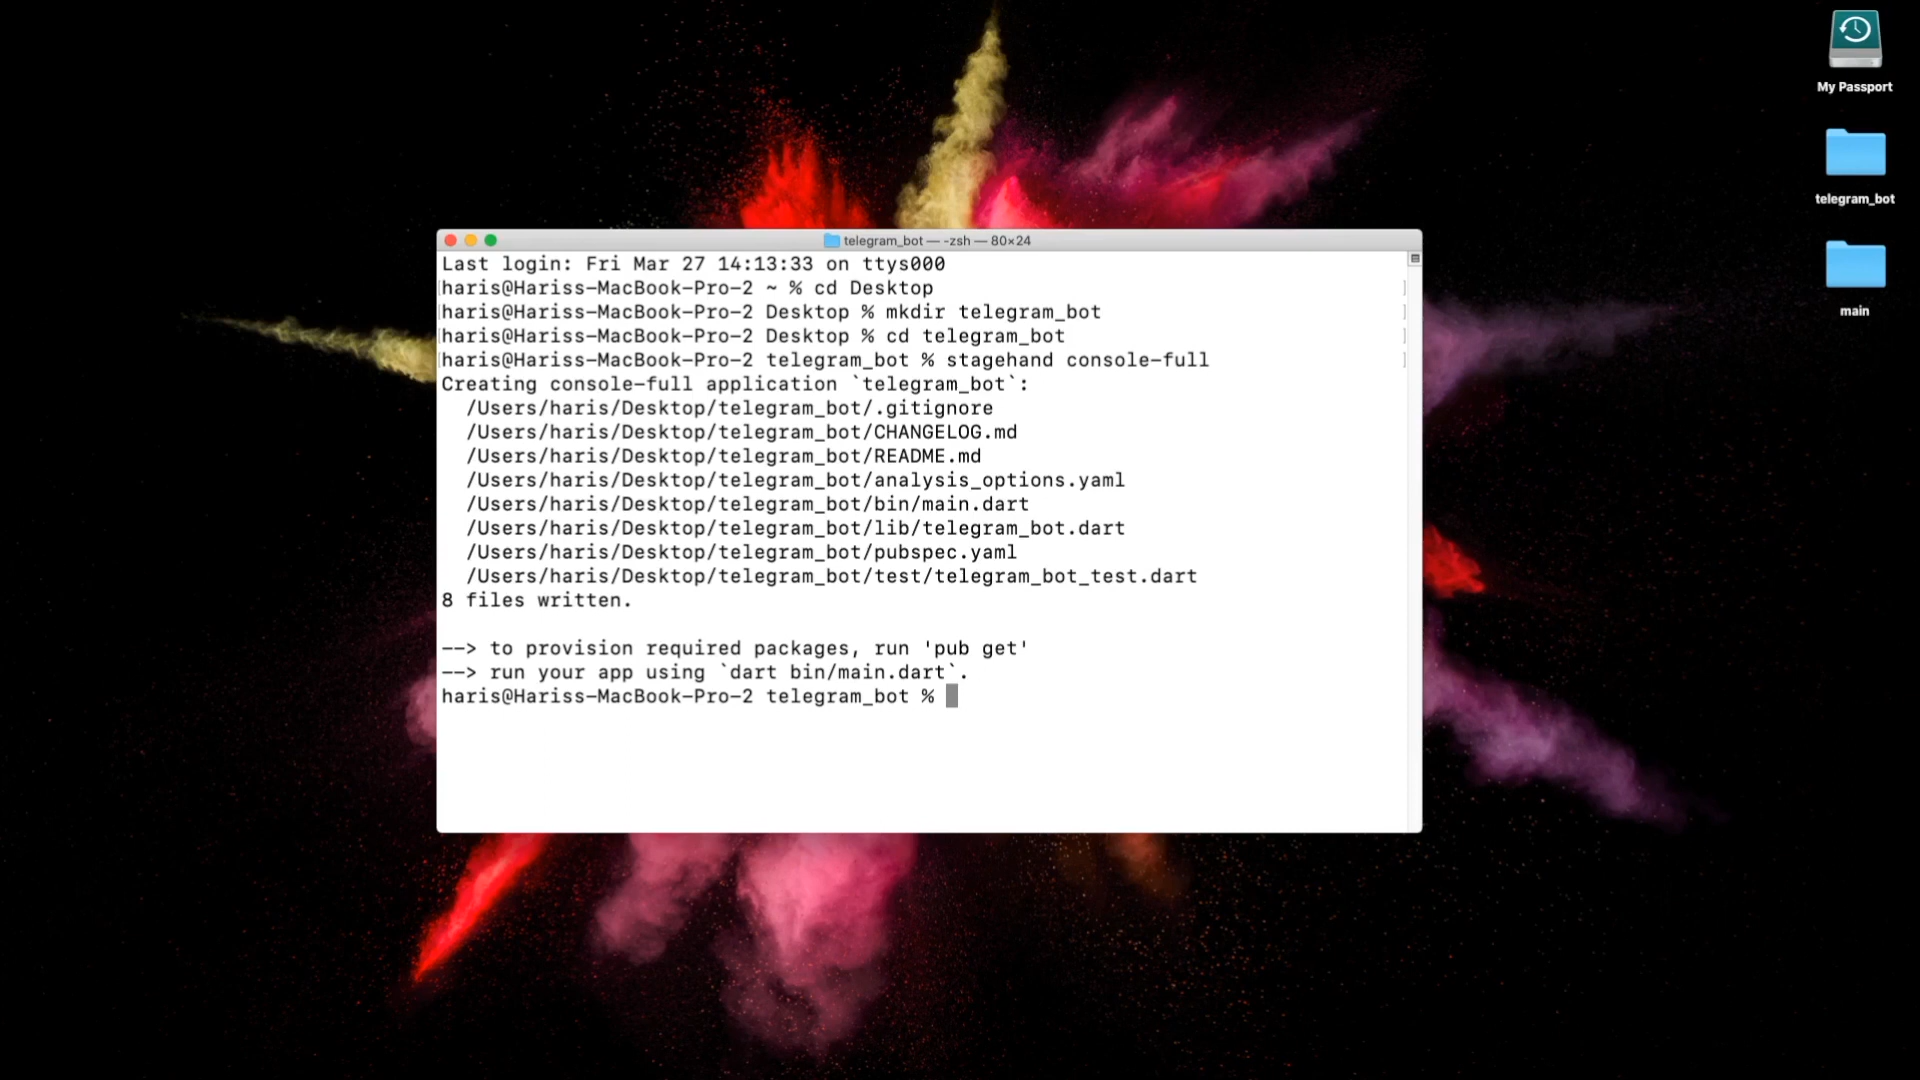 My Passport
telegram_bot
main
telegram_bot — -zsh — 80×24
Last login: Fri Mar 27 14:13:33 on ttys000
haris@Hariss-MacBook-Pro-2 ~ % cd Desktop
haris@Hariss-MacBook-Pro-2 Desktop % mkdir telegram_bot
haris@Hariss-MacBook-Pro-2 Desktop % cd telegram_bot
haris@Hariss-MacBook-Pro-2 telegram_bot % stagehand console-full
Creating console-full application `telegram_bot`:
/Users/haris/Desktop/telegram_bot/.gitignore
/Users/haris/Desktop/telegram_bot/CHANGELOG.md
/Users/haris/Desktop/telegram_bot/README.md
/Users/haris/Desktop/telegram_bot/analysis_options.yaml
/Users/haris/Desktop/telegram_bot/bin/main.dart
/Users/haris/Desktop/telegram_bot/lib/telegram_bot.dart
/Users/haris/Desktop/telegram_bot/pubspec.yaml
/Users/haris/Desktop/telegram_bot/test/telegram_bot_test.dart
8 files written.
--> to provision required packages, run 'pub get'
--> run your app using `dart bin/main.dart`.
haris@Hariss-MacBook-Pro-2 telegram_bot %